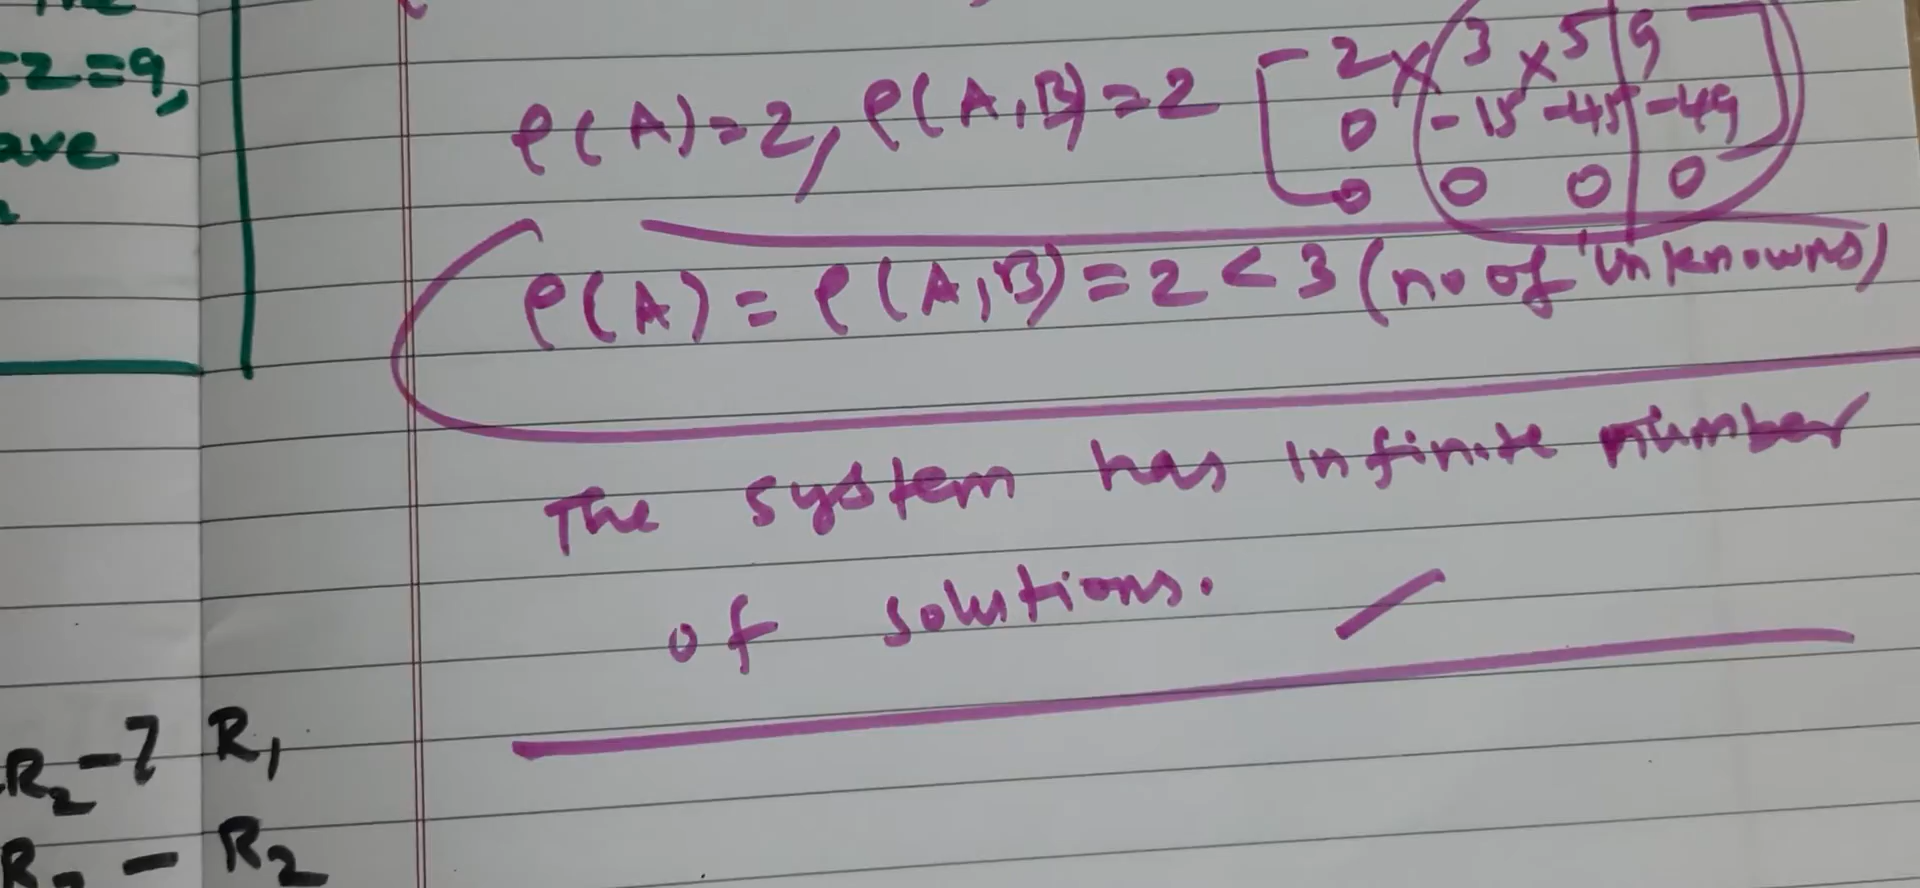 5z=9,
ave
ρ(A)=2, ρ(A,B)=2 [2 3 5 | 9
0 -15 -45 | -49
0 0 0 | 0]
ρ(A) = ρ(A,B) = 2 < 3 (no of unknowns)
The system has Infinite number
of solutions.
R₂ - 7 R₁
- R₂